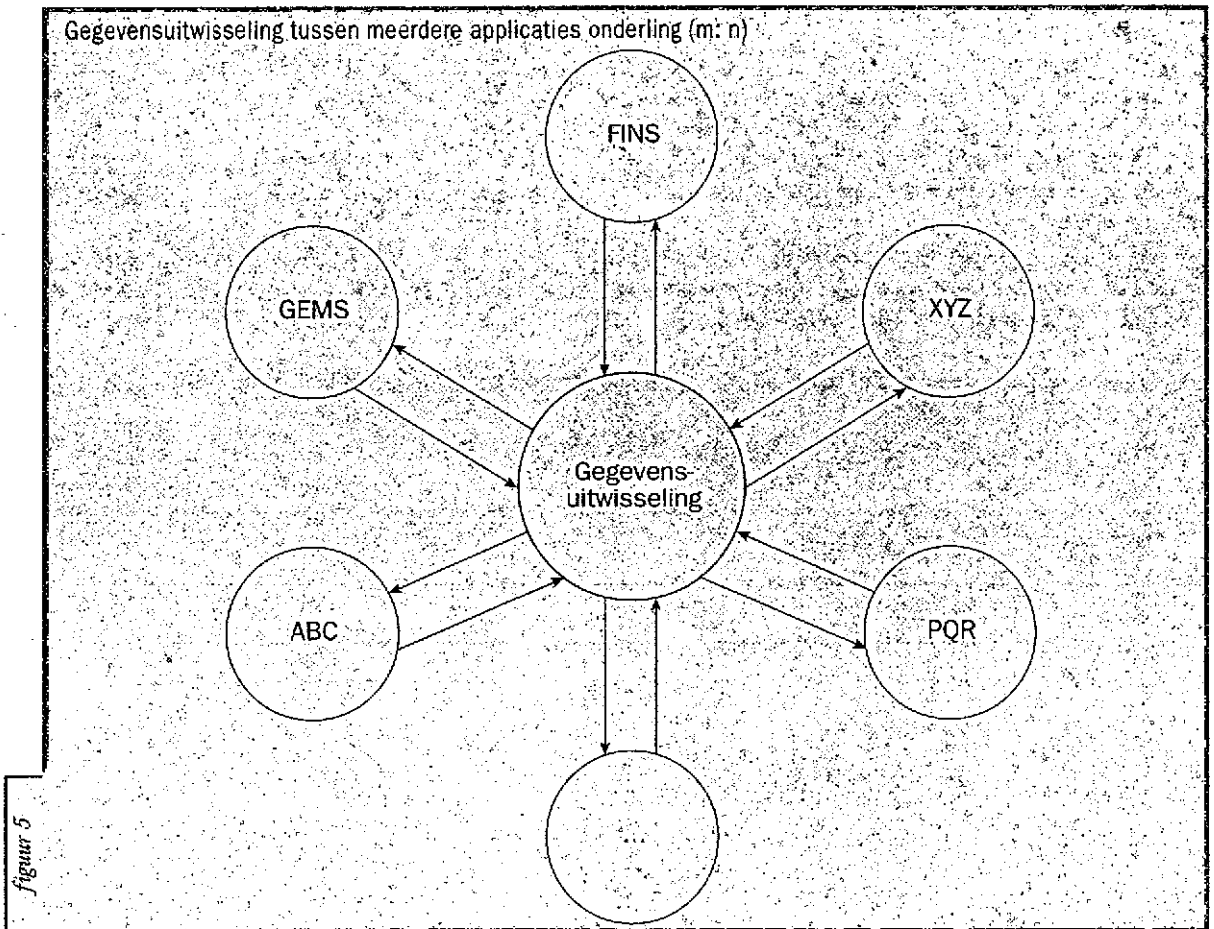 Gegevensuitwisseling tussen meerdere applicaties onderling (m: n)
FINS
GEMS
XYZ
Gegevens-
uitwisseling
ABC
PQR
...
figuur 5